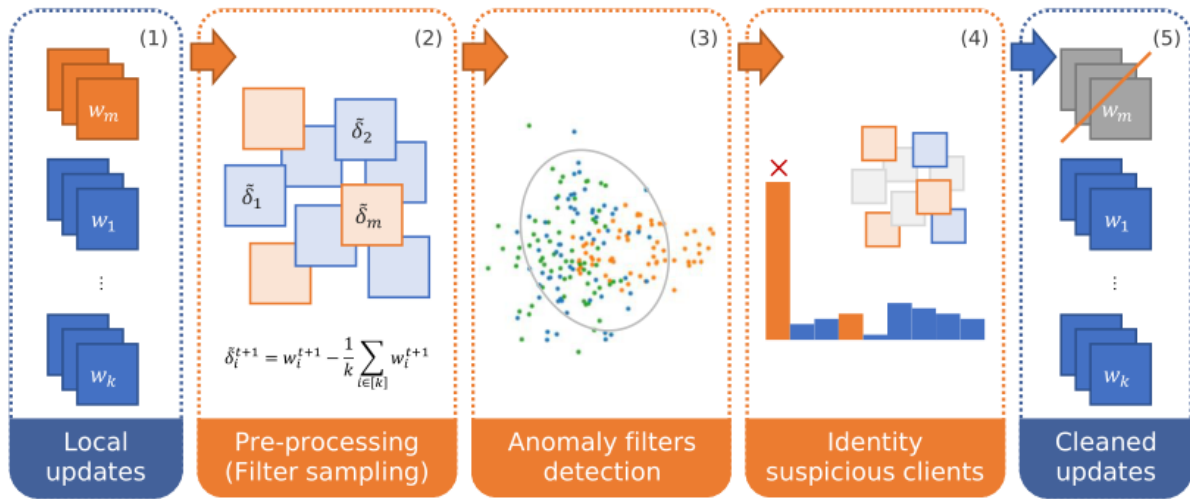 (1)
w_m
w_1
...
w_k
Local
updates
(2)
δ̃_2
δ̃_1
δ̃_m
δ̃_i^{t+1} = w_i^{t+1} − \frac{1}{k} ∑_{i∈[k]} w_i^{t+1}
Pre-processing
(Filter sampling)
(3)
Anomaly filters
detection
(4)
Identity
suspicious clients
(5)
w_m
w_1
...
w_k
Cleaned
updates